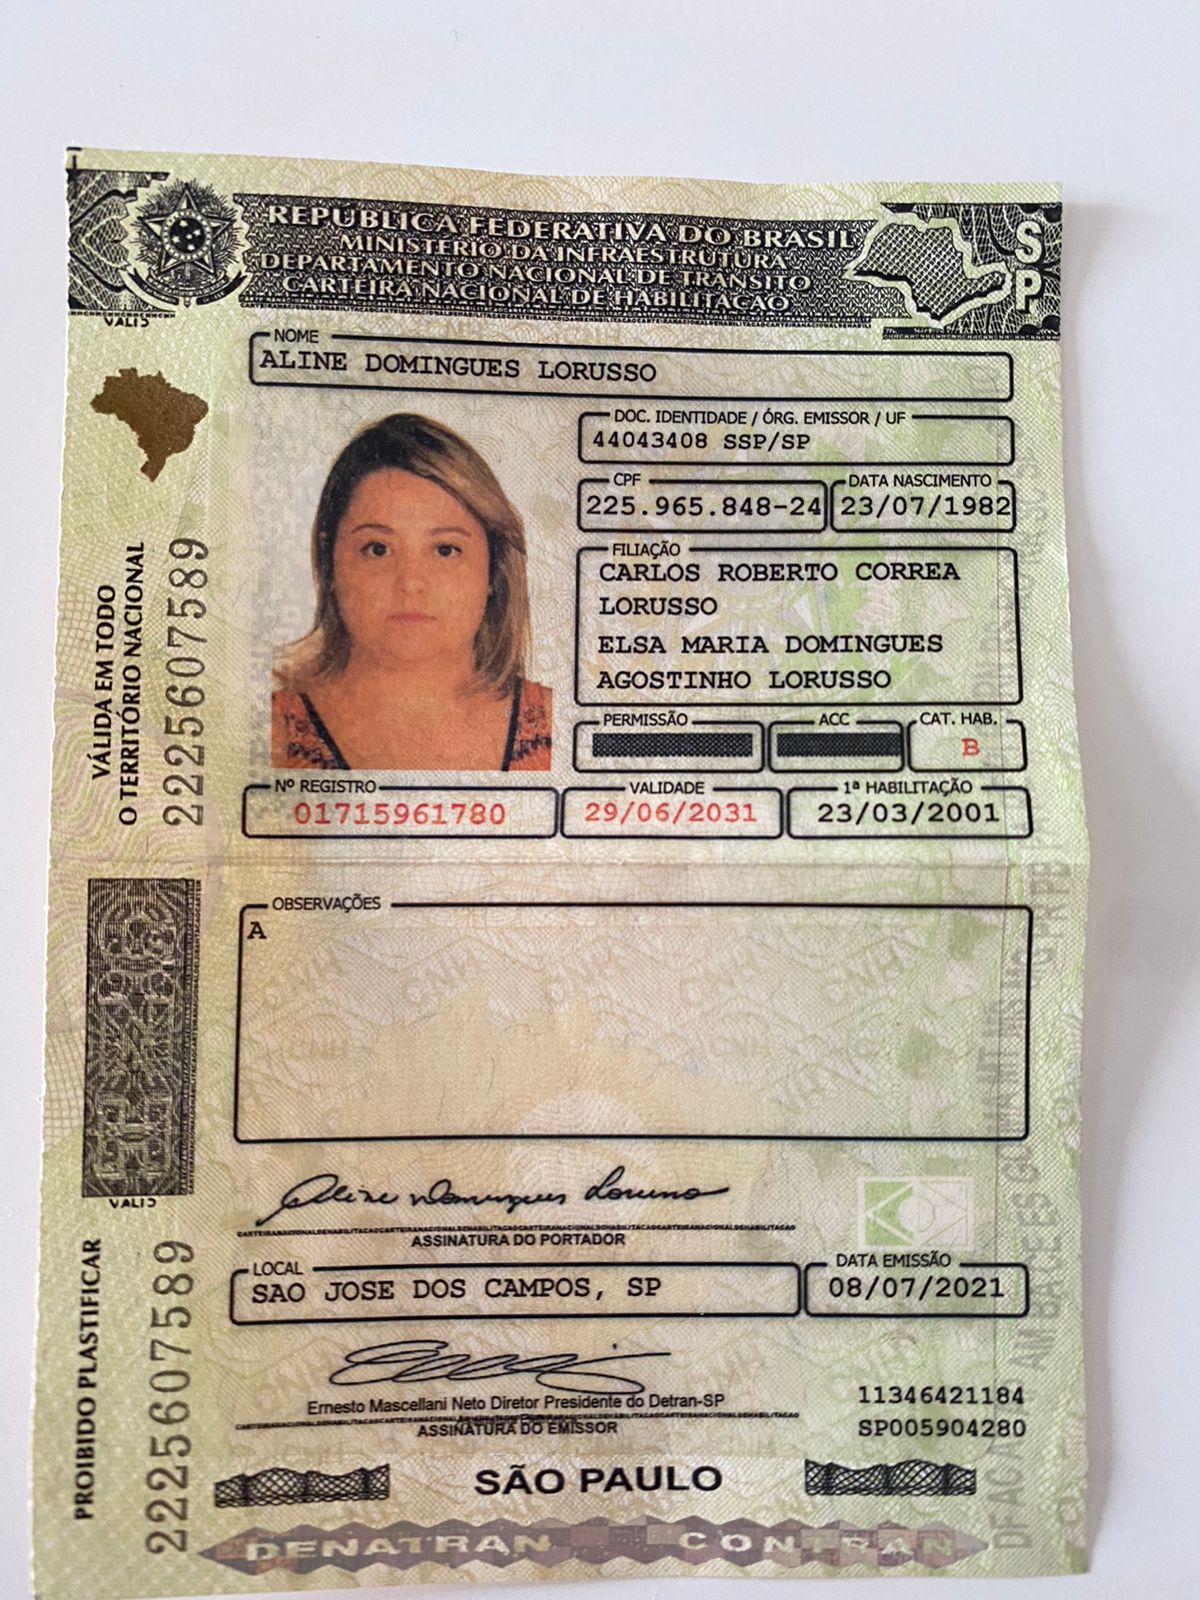 REPÚBLICA FEDERATIVA DO BRASIL
MINISTÉRIO DA INFRAESTRUTURA
DEPARTAMENTO NACIONAL DE TRÂNSITO
CARTEIRA NACIONAL DE HABILITAÇÃO
SP
NOME
ALINE DOMINGUES LORUSSO
DOC. IDENTIDADE / ÓRG. EMISSOR / UF
44043408 SSP/SP
CPF
225.965.848-24
DATA NASCIMENTO
23/07/1982
FILIAÇÃO
CARLOS ROBERTO CORREA
LORUSSO
ELSA MARIA DOMINGUES
AGOSTINHO LORUSSO
PERMISSÃO
ACC
CAT. HAB.
B
Nº REGISTRO
01715961780
VALIDADE
29/06/2031
1ª HABILITAÇÃO
23/03/2001
VÁLIDA EM TODO
O TERRITÓRIO NACIONAL
2225607589
OBSERVAÇÕES
A
Aline Domingues Lorusso
ASSINATURA DO PORTADOR
LOCAL
SAO JOSE DOS CAMPOS, SP
DATA EMISSÃO
08/07/2021
Ernesto Mascellani Neto Diretor Presidente do Detran-SP
ASSINATURA DO EMISSOR
11346421184
SP005904280
PROIBIDO PLASTIFICAR
2225607589
SÃO PAULO
DENATRAN CONTRAN